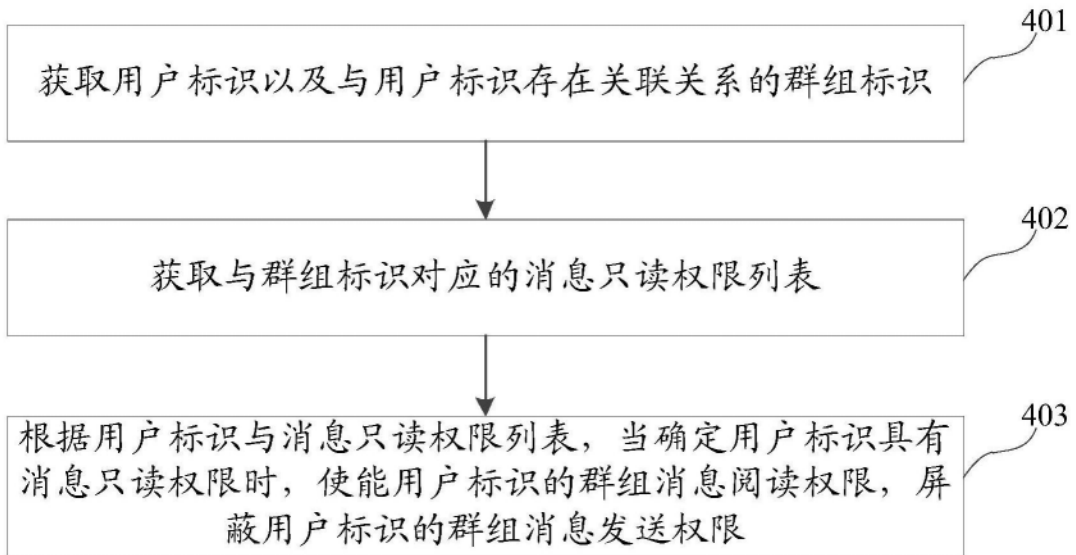 401
获取用户标识以及与用户标识存在关联关系的群组标识
402
获取与群组标识对应的消息只读权限列表
403
根据用户标识与消息只读权限列表，当确定用户标识具有
消息只读权限时，使能用户标识的群组消息阅读权限，屏
蔽用户标识的群组消息发送权限